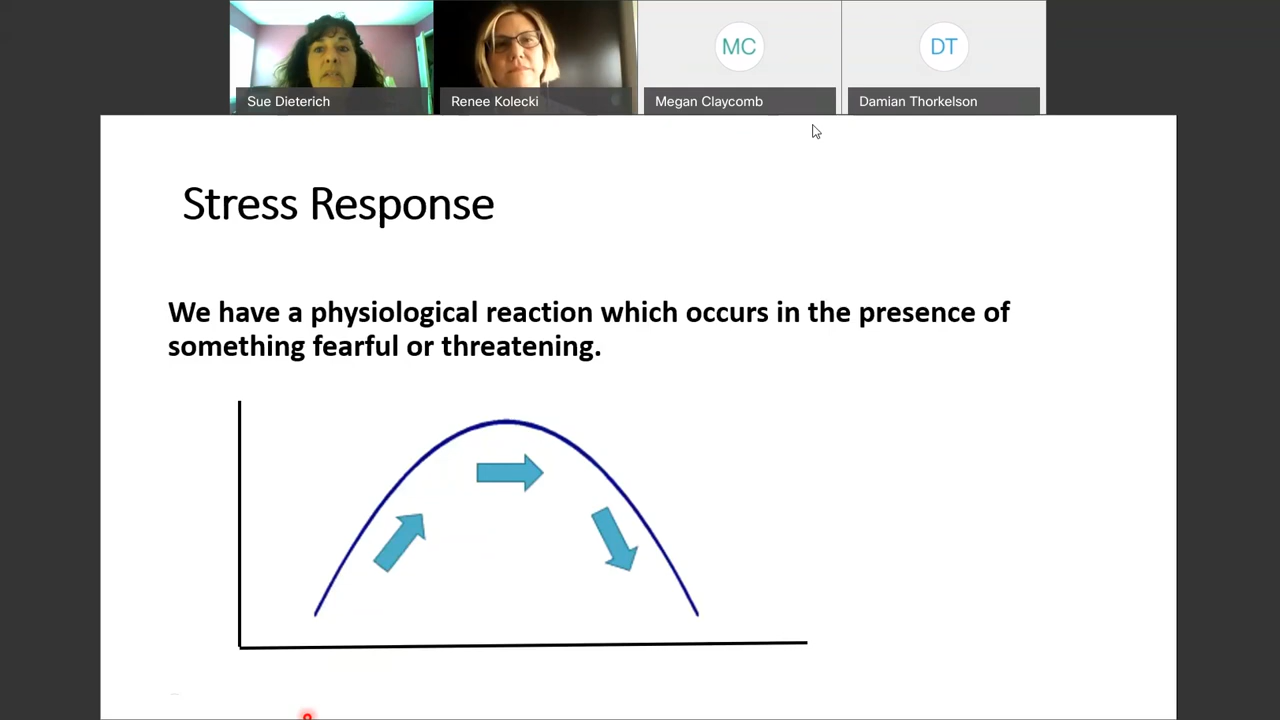 MC
DT
Sue Dieterich
Renee Kolecki
Megan Claycomb
Damian Thorkelson
Stress Response
We have a physiological reaction which occurs in the presence of
something fearful or threatening.